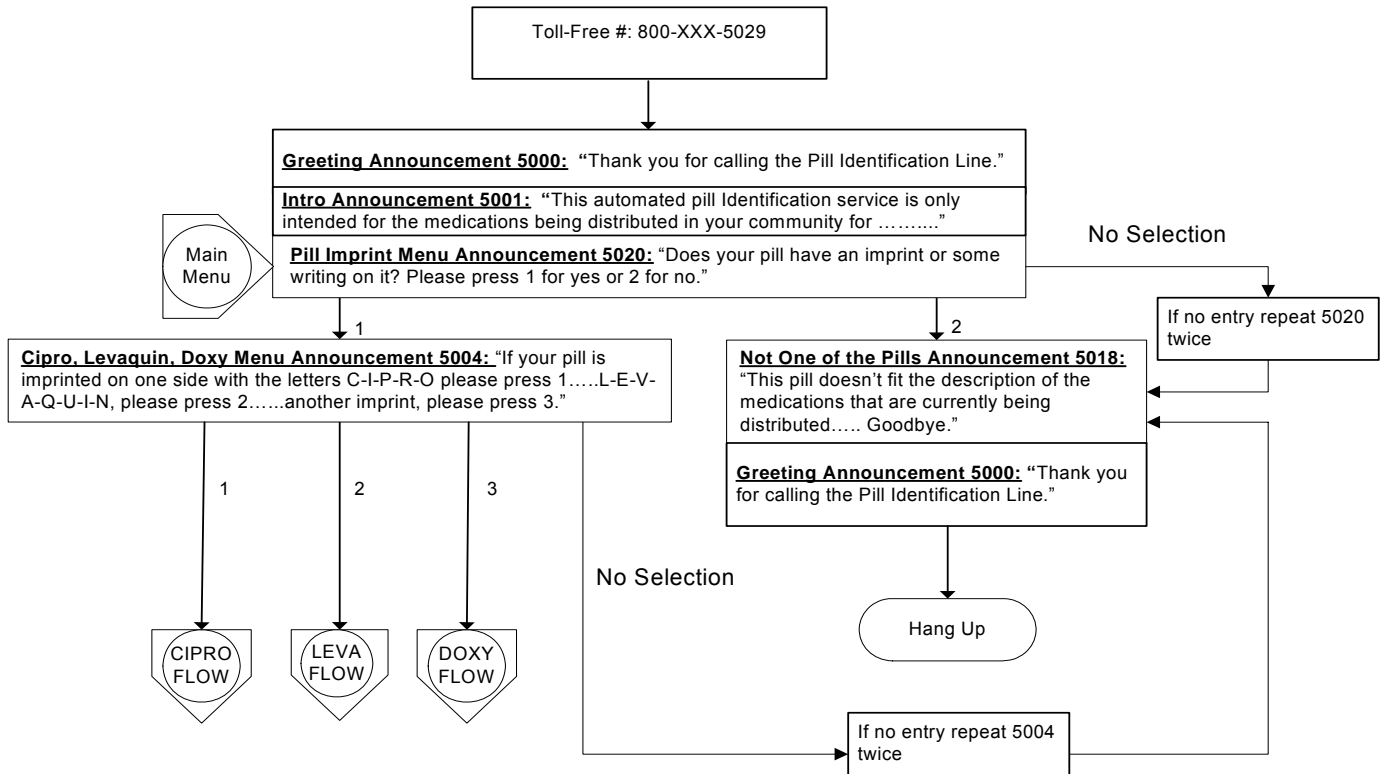 Toll-Free #: 800-XXX-5029
Greeting Announcement 5000: “Thank you for calling the Pill Identification Line.”
Intro Announcement 5001: “This automated pill Identification service is only
intended for the medications being distributed in your community for ……....”
Main
Menu
Pill Imprint Menu Announcement 5020: “Does your pill have an imprint or some
writing on it? Please press 1 for yes or 2 for no.”
No Selection
If no entry repeat 5020
twice
1
2
Cipro, Levaquin, Doxy Menu Announcement 5004: “If your pill is
imprinted on one side with the letters C-I-P-R-O please press 1…..L-E-V-
A-Q-U-I-N, please press 2…...another imprint, please press 3.”
Not One of the Pills Announcement 5018:
“This pill doesn’t fit the description of the
medications that are currently being
distributed….. Goodbye.”
Greeting Announcement 5000: “Thank you
for calling the Pill Identification Line.”
1
2
3
No Selection
Hang Up
CIPRO
FLOW
LEVA
FLOW
DOXY
FLOW
If no entry repeat 5004
twice